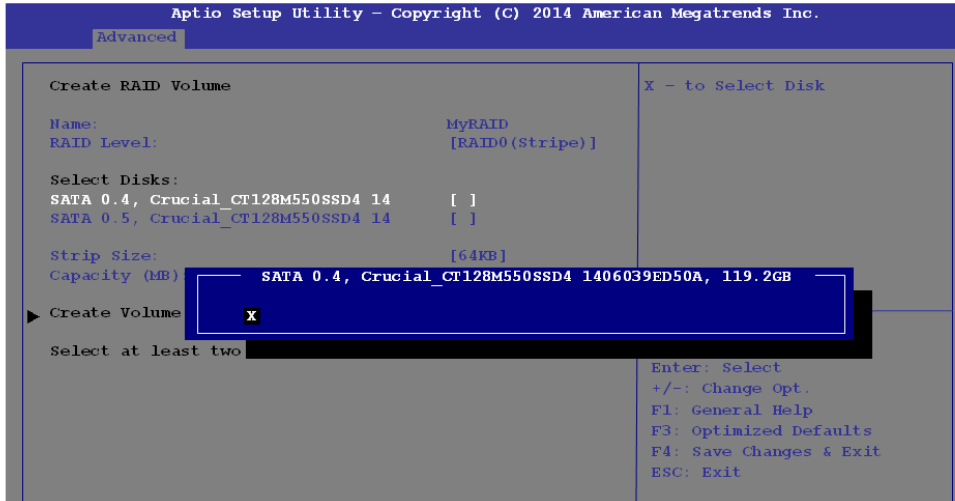 Aptio Setup Utility – Copyright (C) 2014 American Megatrends Inc.
Advanced
Create RAID Volume
Name: MyRAID
RAID Level: [RAID0(Stripe)]
Select Disks:
SATA 0.4, Crucial_CT128M550SSD4 14 [ ]
SATA 0.5, Crucial_CT128M550SSD4 14 [ ]
Strip Size: [64KB]
Capacity (MB)
SATA 0.4, Crucial_CT128M550SSD4 1406039ED50A, 119.2GB
X
Create Volume
Select at least two
X – to Select Disk
Enter: Select
+/-: Change Opt.
F1: General Help
F3: Optimized Defaults
F4: Save Changes & Exit
ESC: Exit